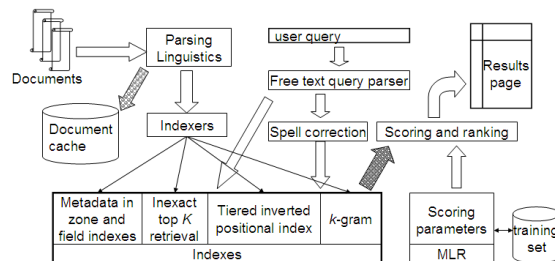 Documents
Parsing
Linguistics
user query
Free text query parser
Results
page
Document
cache
Indexers
Spell correction
Scoring and ranking
Metadata in
zone and
field indexes
Inexact
top K
retrieval
Tiered inverted
positional index
k-gram
Indexes
Scoring
parameters
MLR
training
set